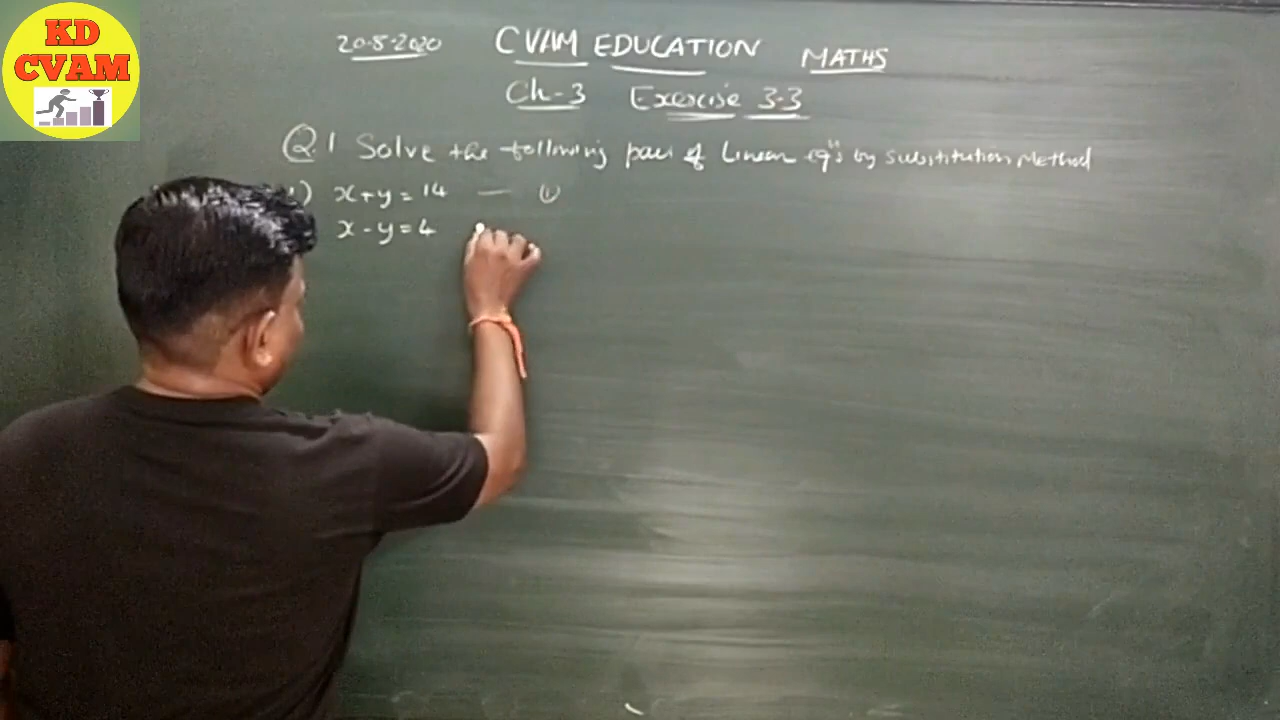 KD
CVAM
20-8-2020 CVAM EDUCATION MATHS
Ch-3 Exercise 3.3
Q.1 Solve the following pair of Linear eqⁿs by substitution Method
) x+y=14 — (1)
x-y=4